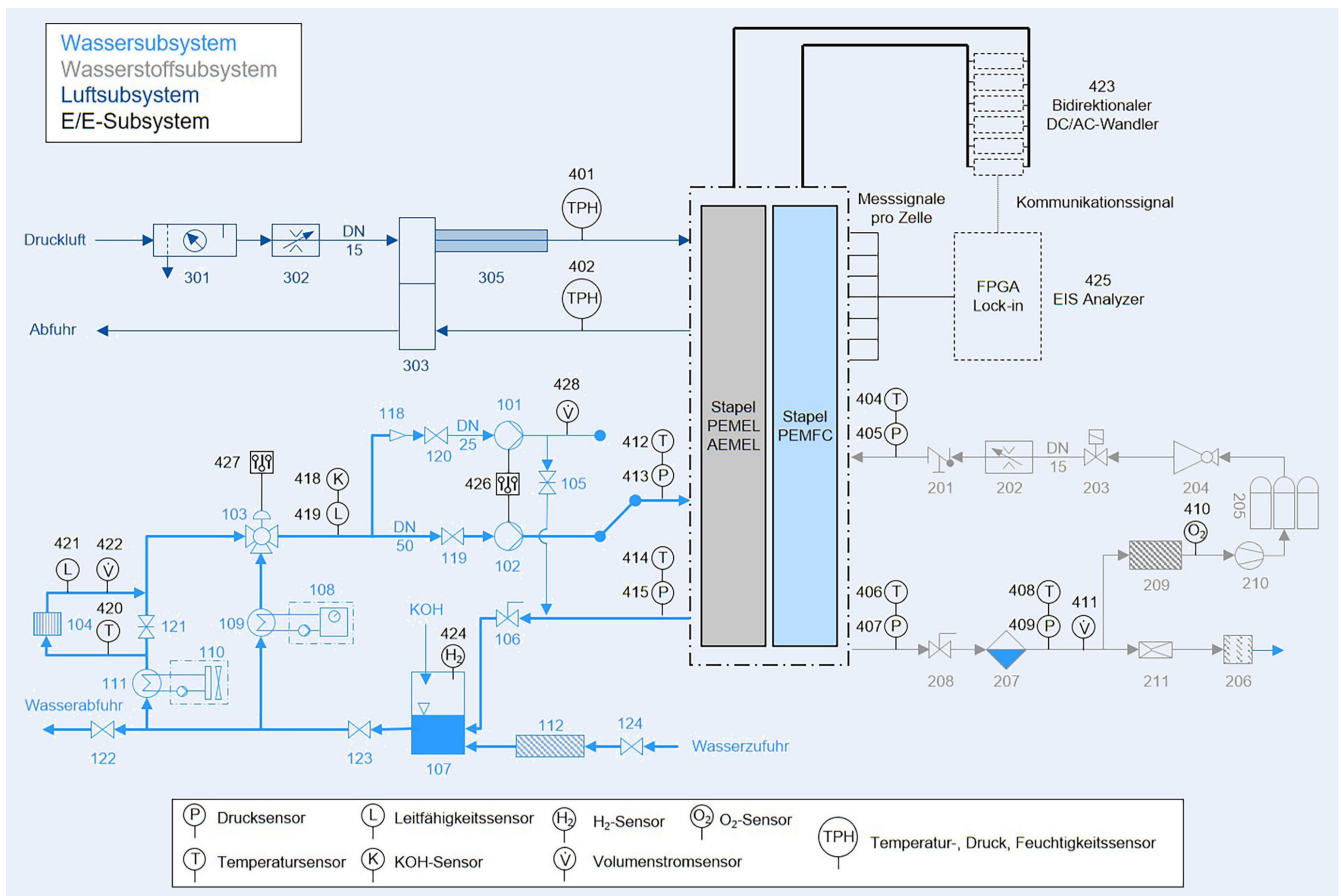 Wassersubsystem
Wasserstoffsubsystem
Luftsubsystem
E/E-Subsystem
423
Bidirektionaler
DC/AC-Wandler
Kommunikationssignal
Messsignale
pro Zelle
FPGA
Lock-in
425
EIS Analyzer
401
TPH
Druckluft
301
302
DN
15
305
402
TPH
Abfuhr
303
Stapel
PEMEL
AEMEL
Stapel
PEMFC
428
V̇
101
118
DN
25
120
105
412
T
413
P
427
418
K
419
L
426
103
DN
50
119
102
414
T
415
P
421
L
422
V̇
420
T
104
121
109
108
KOH
424
H₂
106
111
110
Wasserabfuhr
122
123
107
112
124
Wasserzufuhr
404
T
405
P
201
202
DN
15
203
204
205
410
O₂
209
210
406
T
407
P
408
T
409
P
411
V̇
208
207
211
206
P Drucksensor
L Leitfähigkeitssensor
H₂ H₂-Sensor
O₂ O₂-Sensor
TPH Temperatur-, Druck, Feuchtigkeitssensor
T Temperatursensor
K KOH-Sensor
V̇ Volumenstromsensor